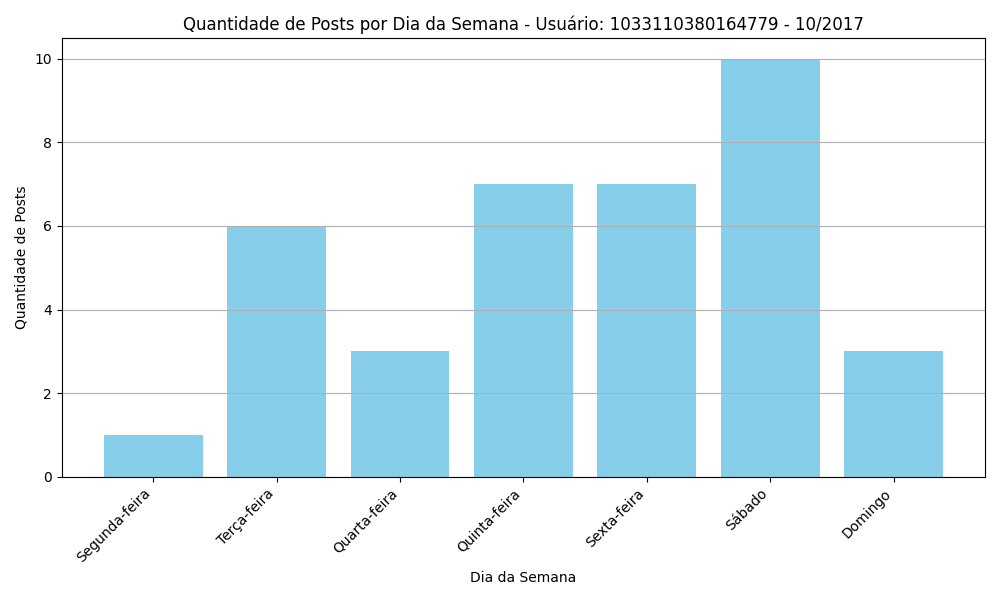 Quantidade de Posts por Dia da Semana - Usuário: 1033110380164779 - 10/2017
Quantidade de Posts
10
8
6
4
2
0
Segunda-feira
Terça-feira
Quarta-feira
Quinta-feira
Sexta-feira
Sábado
Domingo
Dia da Semana